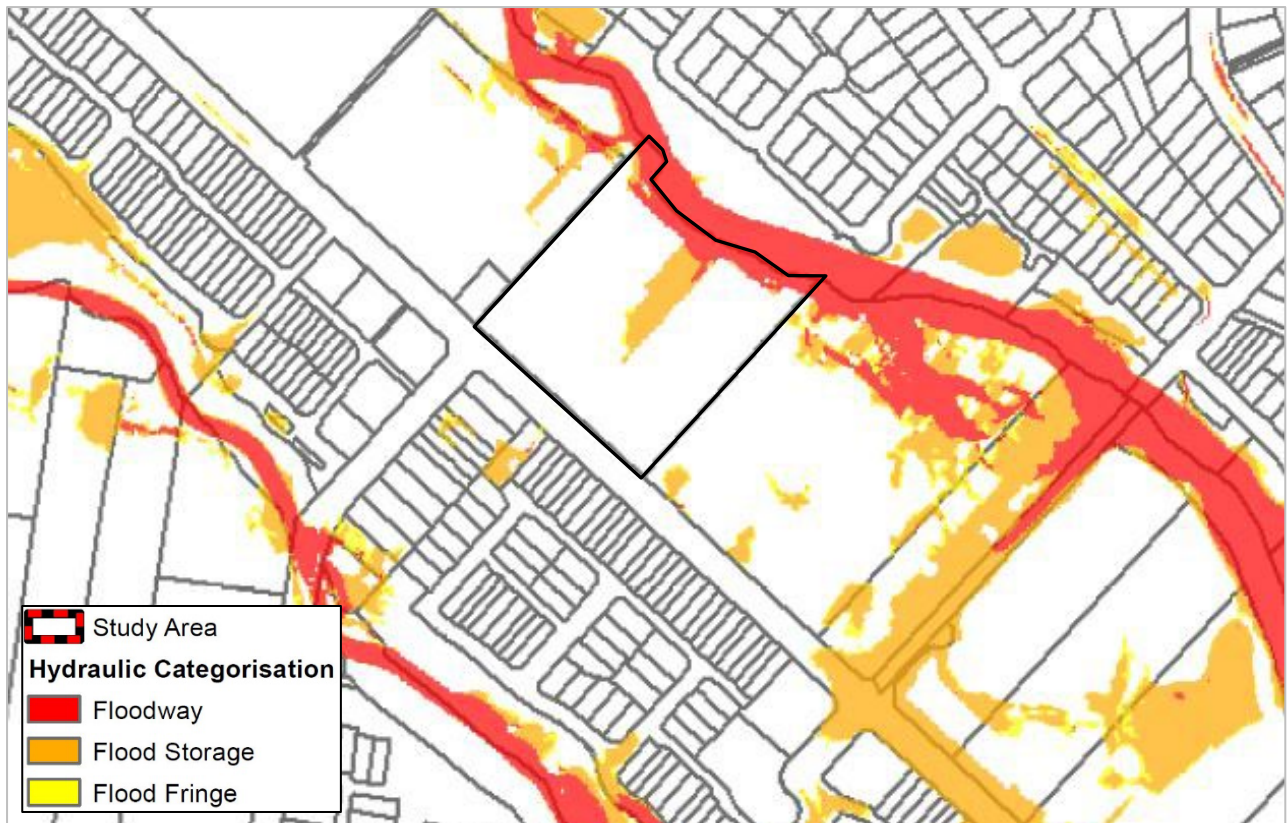 Study Area
Hydraulic Categorisation
Floodway
Flood Storage
Flood Fringe